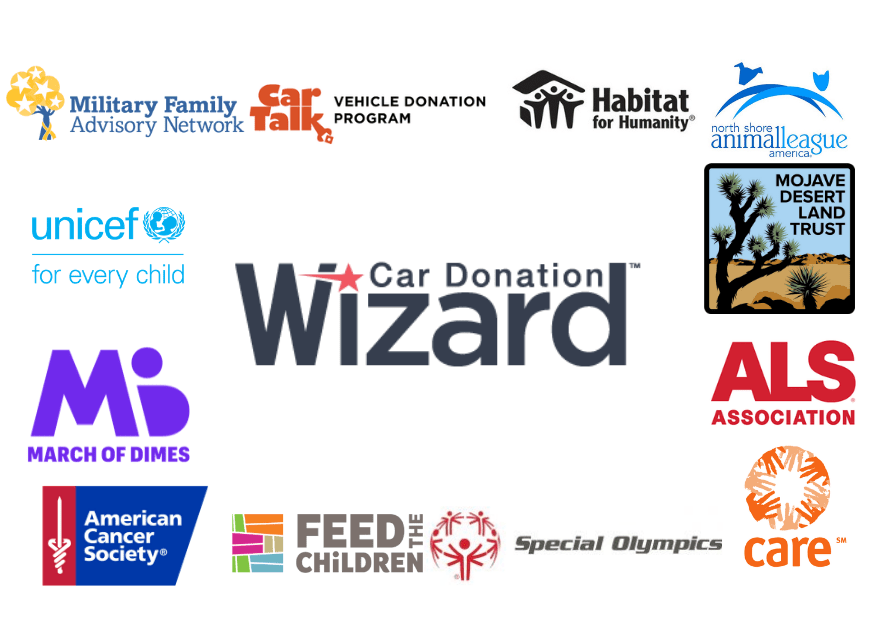 Military Family
Advisory Network
Car
Talk
VEHICLE DONATION
PROGRAM
Habitat
for Humanity®
north shore
animalleague
america.
MOJAVE
DESERT
LAND
TRUST
unicef
for every child
Car Donation
Wizard™
MARCH OF DIMES
ALS
ASSOCIATION
American
Cancer
Society®
FEED
THE
CHiLDREN
Special Olympics
care℠